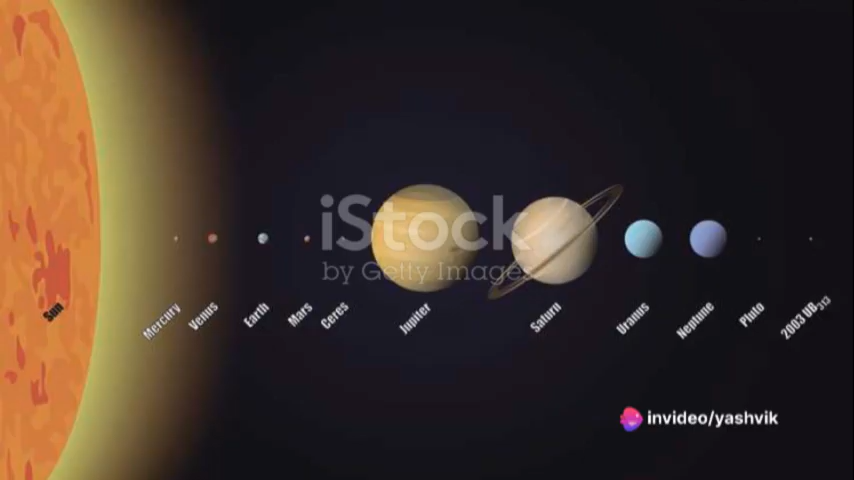 iStock
by Getty Images
Sun
Mercury
Venus
Earth
Mars
Ceres
Jupiter
Saturn
Uranus
Neptune
Pluto
2003 UB313
invideo/yashvik